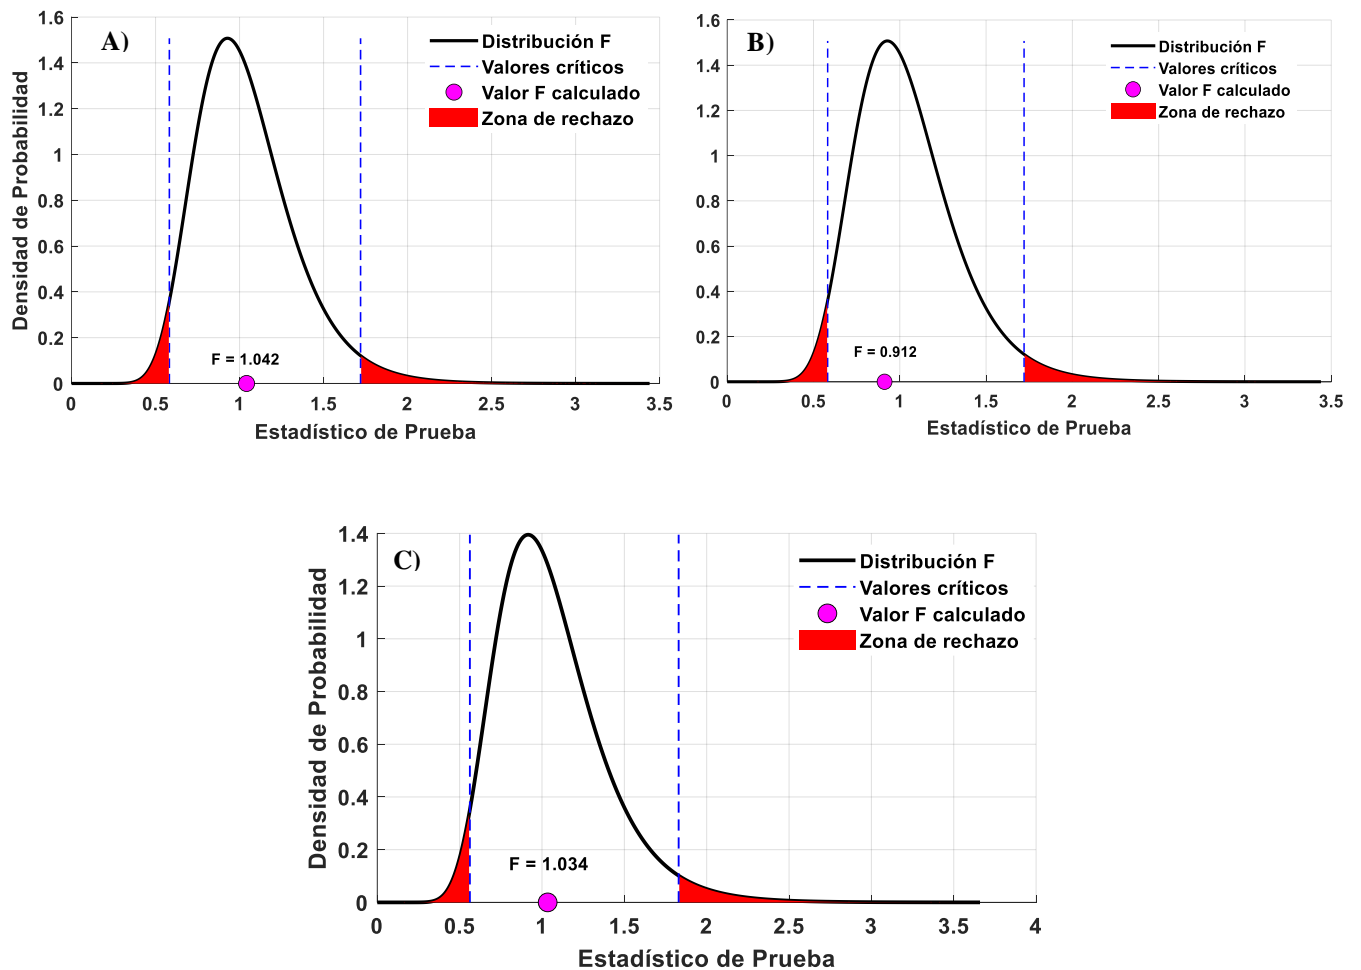 A)
Densidad de Probabilidad
1.6
1.4
1.2
1
0.8
0.6
0.4
0.2
0
Distribución F
Valores críticos
Valor F calculado
Zona de rechazo
F = 1.042
0 0.5 1 1.5 2 2.5 3 3.5
Estadístico de Prueba
B)
1.6
1.4
1.2
1
0.8
0.6
0.4
0.2
0
Distribución F
Valores críticos
Valor F calculado
Zona de rechazo
F = 0.912
0 0.5 1 1.5 2 2.5 3 3.5
Estadístico de Prueba
C)
Densidad de Probabilidad
1.4
1.2
1
0.8
0.6
0.4
0.2
0
Distribución F
Valores críticos
Valor F calculado
Zona de rechazo
F = 1.034
0 0.5 1 1.5 2 2.5 3 3.5 4
Estadístico de Prueba